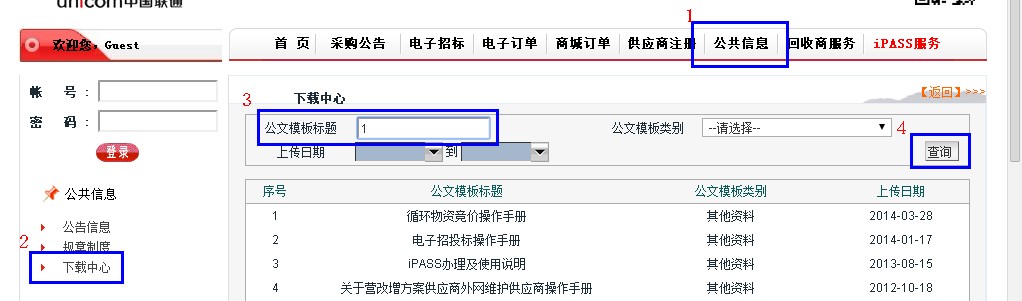 unicom中国联通
1
欢迎您，Guest
首 页 采购公告 电子招标 电子订单 商城订单 供应商注册 公共信息 回收商服务 iPASS服务
帐 号：
密 码：
登录
公共信息
公告信息
2
规章制度
下载中心
3
下载中心
【返回】>>>
公文模板标题 1 公文模板类别 --请选择--
4
上传日期 到 查询
序号 公文模板标题 公文模板类别 上传日期
1 循环物资竞价操作手册 其他资料 2014-03-28
2 电子招投标操作手册 其他资料 2014-01-17
3 iPASS办理及使用说明 其他资料 2013-08-15
4 关于营改增方案供应商外网维护供应商操作手册 其他资料 2012-10-18